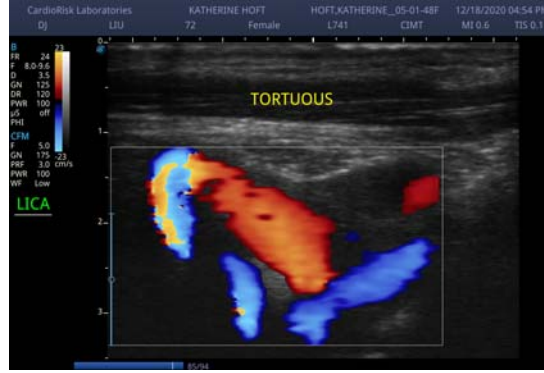 CardioRisk Laboratories KATHERINE HOFT HOFT,KATHERINE__05-01-48F 12/18/2020 04:54 PM
DJ LIU 72 Female L741 CIMT MI 0.6 TIS 0.1
B 23
FR 24
F 8.0-9.6
D 3.5
GN 125
DR 120
PWR 100
µS off
PHI
CFM
F 5.0
GN 175 -23
PRF 3.0 cm/s
PWR 100
WF Low
LICA
TORTUOUS
0
1
2
3
85/94